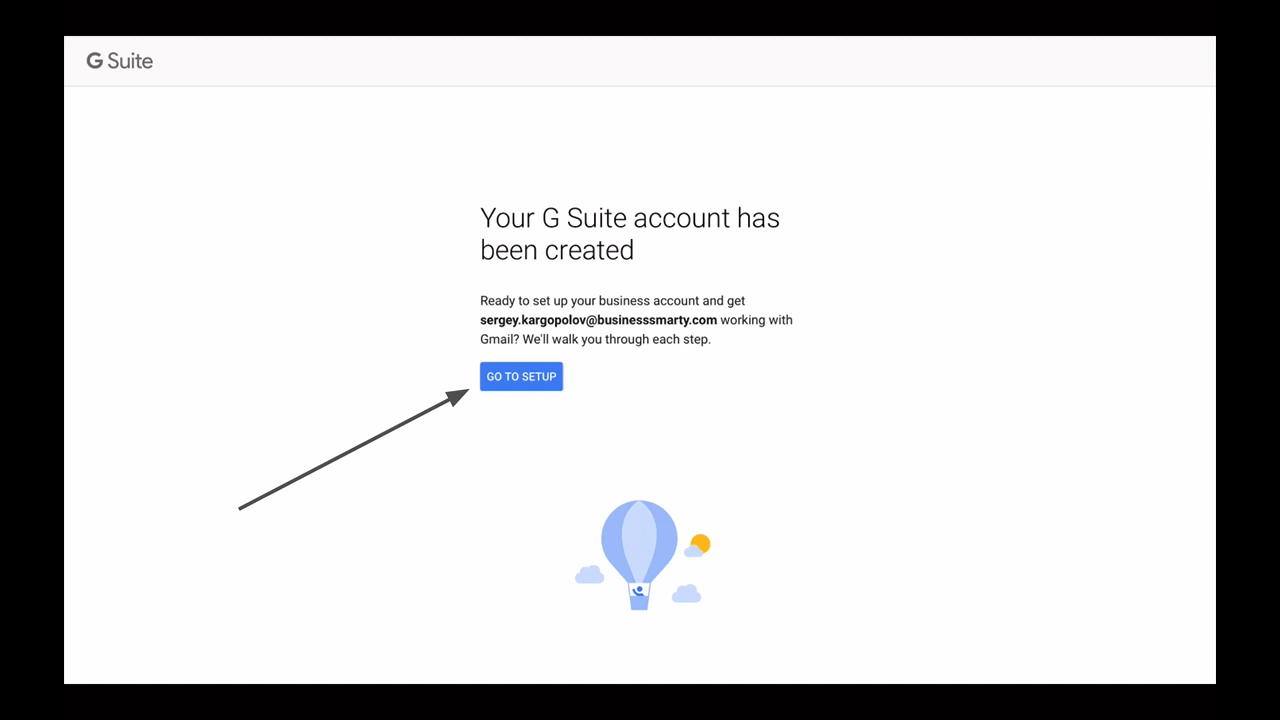 G Suite
Your G Suite account has
been created
Ready to set up your business account and get
sergey.kargopolov@businesssmarty.com working with
Gmail? We'll walk you through each step.
GO TO SETUP